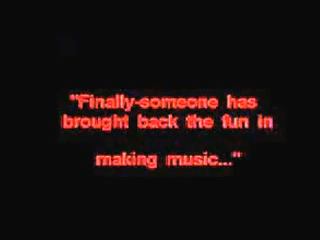 "Finally-someone has
brought back the fun in
making music..."